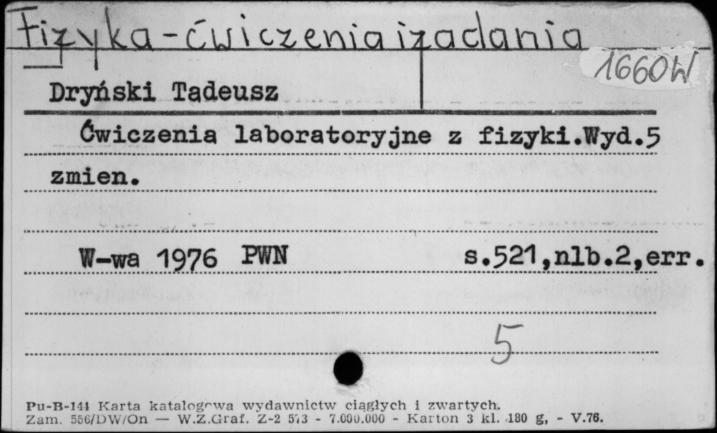 Fizyka - ćwiczenia i zadania
1660W
Dryński Tadeusz
Ćwiczenia laboratoryjne z fizyki.Wyd.5
zmien.
W-wa 1976 PWN s.521,nlb.2,err.
5
Pu-B-144 Karta katalogowa wydawnictw ciągłych i zwartych.
Zam. 556/DW/On — W.Z.Graf. Z-2 573 - 7.000.000 - Karton 3 kl. 180 g, - V.76.